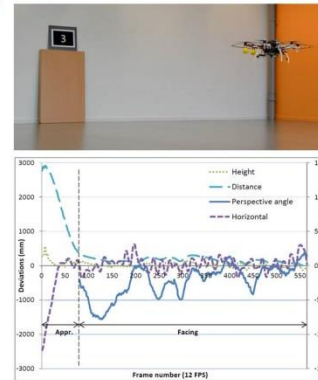 3
3000
2000
1000
0
-1000
-2000
-3000
Deviations (mm)
Height
Distance
Perspective angle
Horizontal
0 50 100 150 200 250 300 350 400 450 500 550
Appr.
Facing
Frame number (12 FPS)